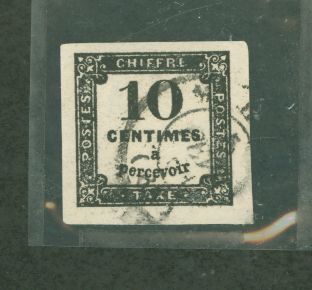 CHIFFRE
POSTES
10
CENTIMES
à
percevoir
POSTES
TAXE